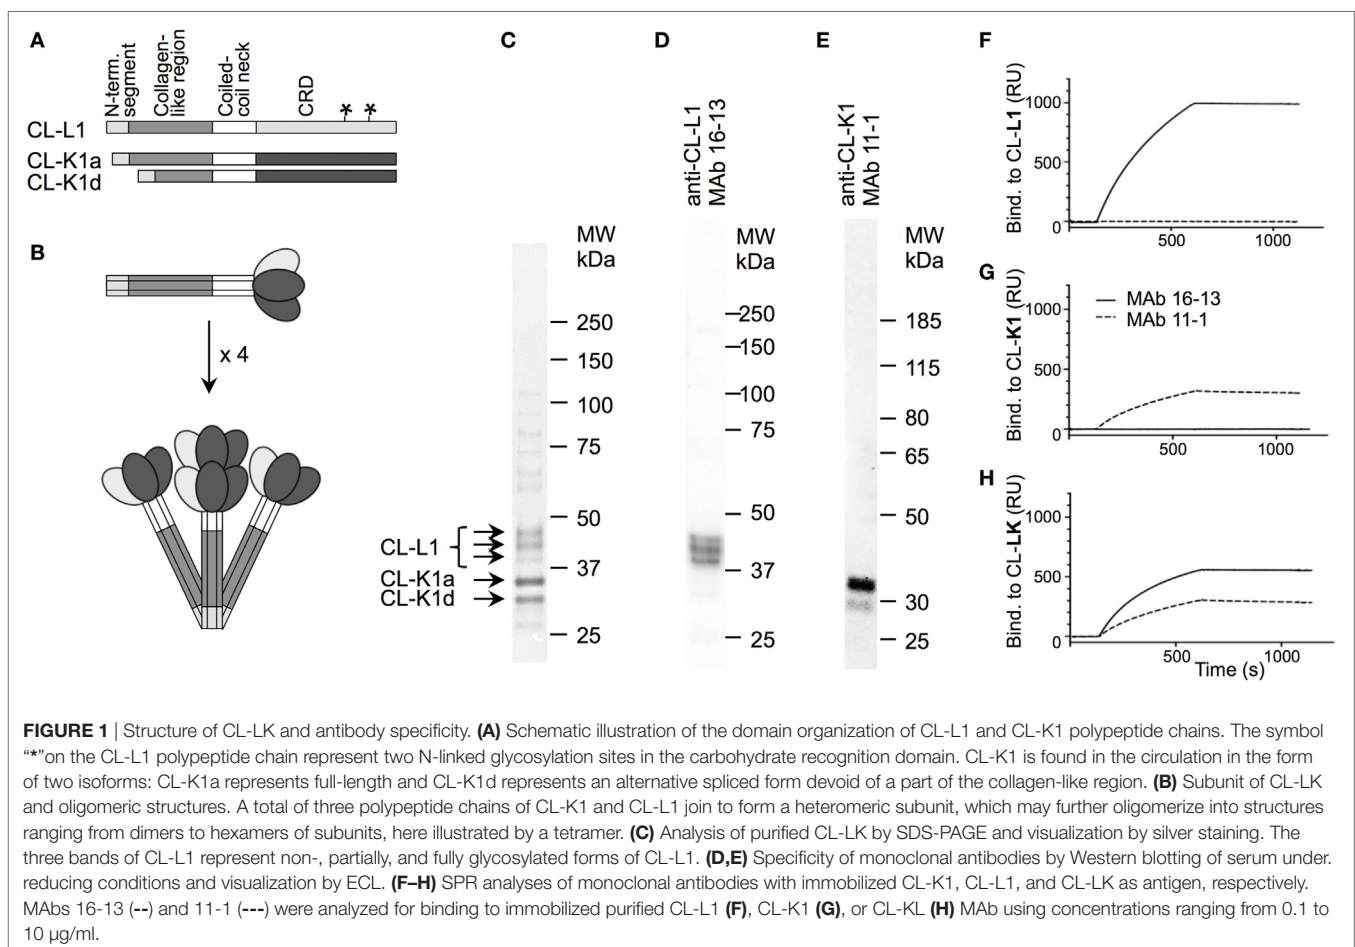 A
N-term.
segment
Collagen-
like region
Coiled-
coil neck
CRD
* *
CL-L1
CL-K1a
CL-K1d
B
x 4
C
MW
kDa
250
150
100
75
50
37
25
CL-L1
CL-K1a
CL-K1d
D
anti-CL-L1
MAb 16-13
MW
kDa
250
150
100
75
50
37
25
E
anti-CL-K1
MAb 11-1
MW
kDa
185
115
80
65
50
30
25
F
Bind. to CL-L1 (RU)
1000
500
0
500 1000
G
Bind. to CL-K1 (RU)
1000
500
0
MAb 16-13
MAb 11-1
500 1000
H
Bind. to CL-LK (RU)
1000
500
0
500 1000
Time (s)
FIGURE 1 | Structure of CL-LK and antibody specificity. (A) Schematic illustration of the domain organization of CL-L1 and CL-K1 polypeptide chains. The symbol
“*”on the CL-L1 polypeptide chain represent two N-linked glycosylation sites in the carbohydrate recognition domain. CL-K1 is found in the circulation in the form
of two isoforms: CL-K1a represents full-length and CL-K1d represents an alternative spliced form devoid of a part of the collagen-like region. (B) Subunit of CL-LK
and oligomeric structures. A total of three polypeptide chains of CL-K1 and CL-L1 join to form a heteromeric subunit, which may further oligomerize into structures
ranging from dimers to hexamers of subunits, here illustrated by a tetramer. (C) Analysis of purified CL-LK by SDS-PAGE and visualization by silver staining. The
three bands of CL-L1 represent non-, partially, and fully glycosylated forms of CL-L1. (D,E) Specificity of monoclonal antibodies by Western blotting of serum under.
reducing conditions and visualization by ECL. (F–H) SPR analyses of monoclonal antibodies with immobilized CL-K1, CL-L1, and CL-LK as antigen, respectively.
MAbs 16-13 (--) and 11-1 (---) were analyzed for binding to immobilized purified CL-L1 (F), CL-K1 (G), or CL-KL (H) MAb using concentrations ranging from 0.1 to
10 µg/ml.